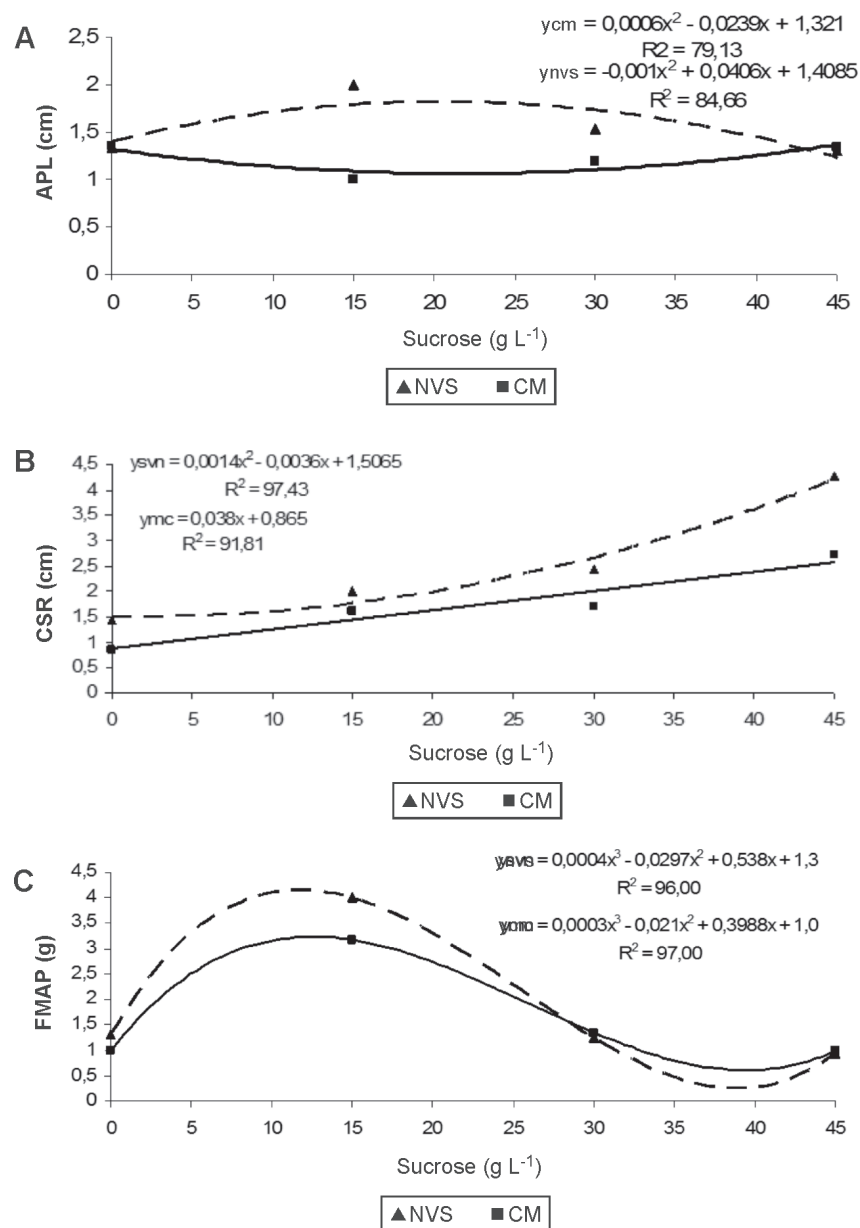 A
ycm = 0,0006x² - 0,0239x + 1,321
R2 = 79,13
ynvs = -0,001x² + 0,0406x + 1,4085
R² = 84,66
APL (cm)
2,5
2
1,5
1
0,5
0
0 5 10 15 20 25 30 35 40 45
Sucrose (g L⁻¹)
▲ NVS ■ CM
B
ysvn = 0,0014x² - 0,0036x + 1,5065
R² = 97,43
ymc = 0,038x + 0,865
R² = 91,81
CSR (cm)
4,5
4
3,5
3
2,5
2
1,5
1
0,5
0
0 5 10 15 20 25 30 35 40 45
Sucrose (g L⁻¹)
▲ NVS ■ CM
C
= 0,0004x³ - 0,0297x² + 0,538x + 1,3
R² = 96,00
= 0,0003x³ - 0,021x² + 0,3988x + 1,0
R² = 97,00
FMAP (g)
4,5
4
3,5
3
2,5
2
1,5
1
0,5
0
0 5 10 15 20 25 30 35 40 45
Sucrose (g L⁻¹)
▲ NVS ■ CM